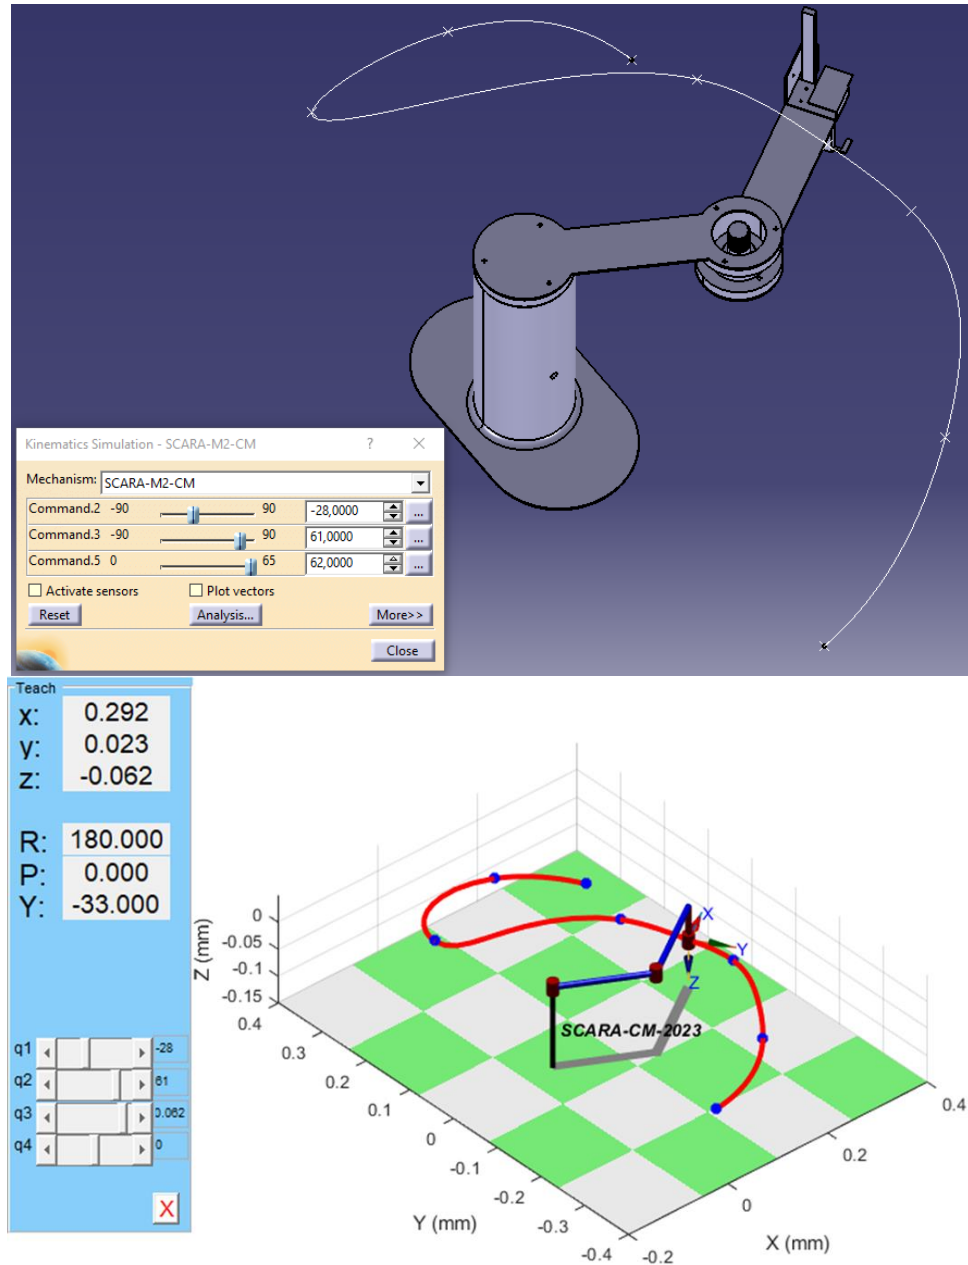 Kinematics Simulation - SCARA-M2-CM ? ×
Mechanism: SCARA-M2-CM
Command.2 -90 90 -28,0000 ...
Command.3 -90 90 61,0000 ...
Command.5 0 65 62,0000 ...
Activate sensors Plot vectors
Reset Analysis... More>>
Close
Teach
x: 0.292
y: 0.023
z: -0.062
R: 180.000
P: 0.000
Y: -33.000
q1 -28
q2 61
q3 0.062
q4 0
X
Z (mm)
0
-0.05
-0.1
-0.15
0.4
0.3
0.2
0.1
0
-0.1
-0.2
-0.3
-0.4
Y (mm)
-0.2
0
0.2
0.4
X (mm)
X
Y
Z
SCARA-CM-2023